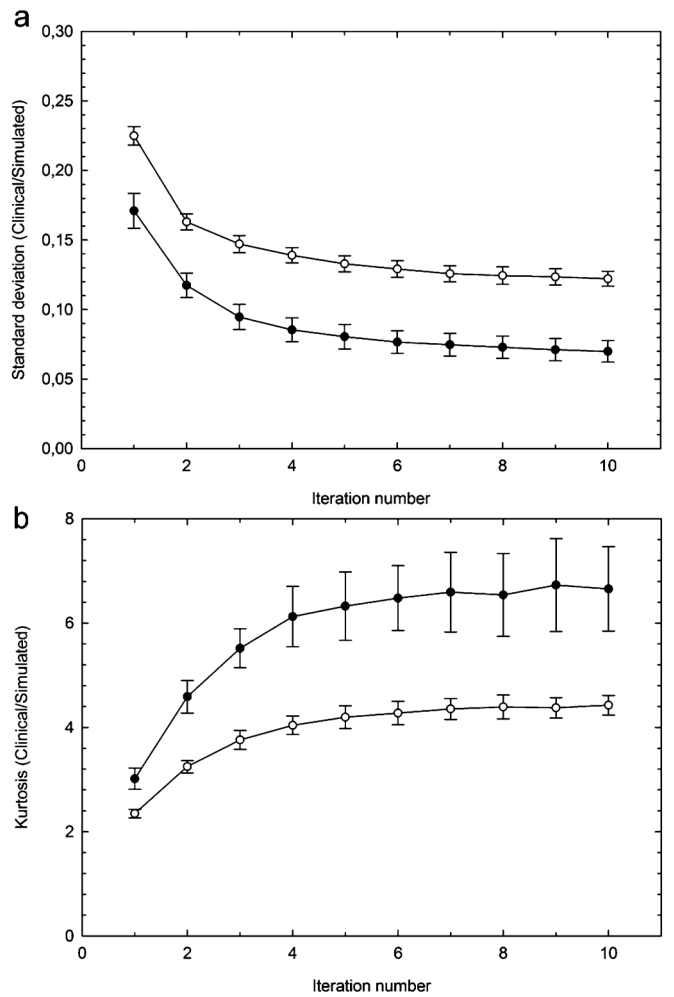 a
0,30
0,25
0,20
0,15
0,10
0,05
0,00
Standard deviation (Clinical/Simulated)
0 2 4 6 8 10
Iteration number
b
8
6
4
2
0
Kurtosis (Clinical/Simulated)
0 2 4 6 8 10
Iteration number